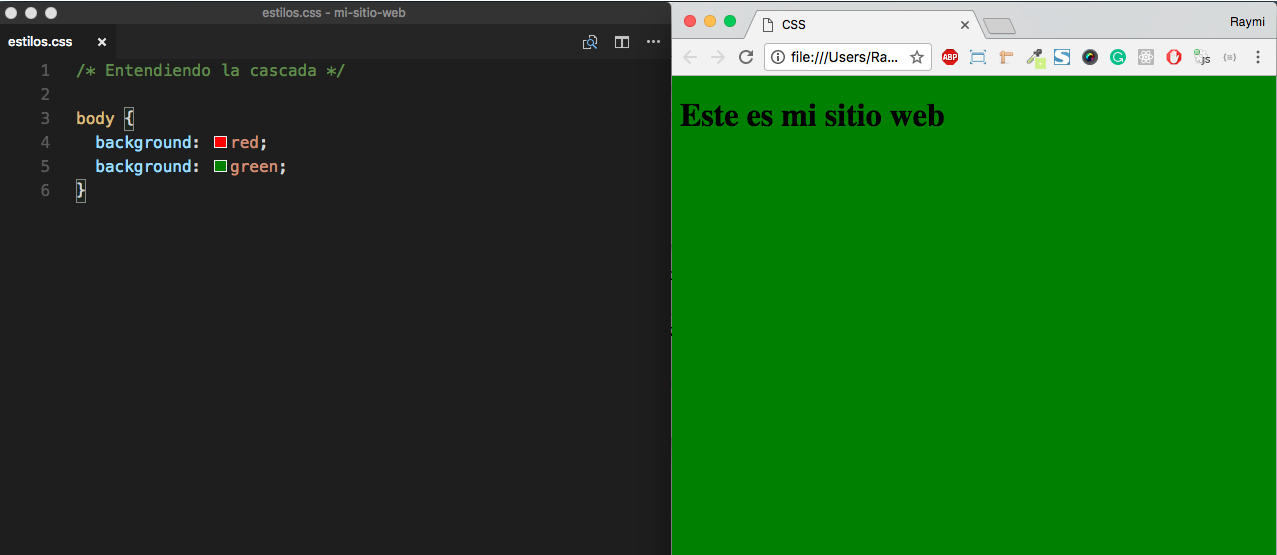 estilos.css - mi-sitio-web
estilos.css
1 /* Entendiendo la cascada */
2
3 body {
4 background: red;
5 background: green;
6 }
CSS
Raymi
file:///Users/Ra...
ABP
js
Este es mi sitio web